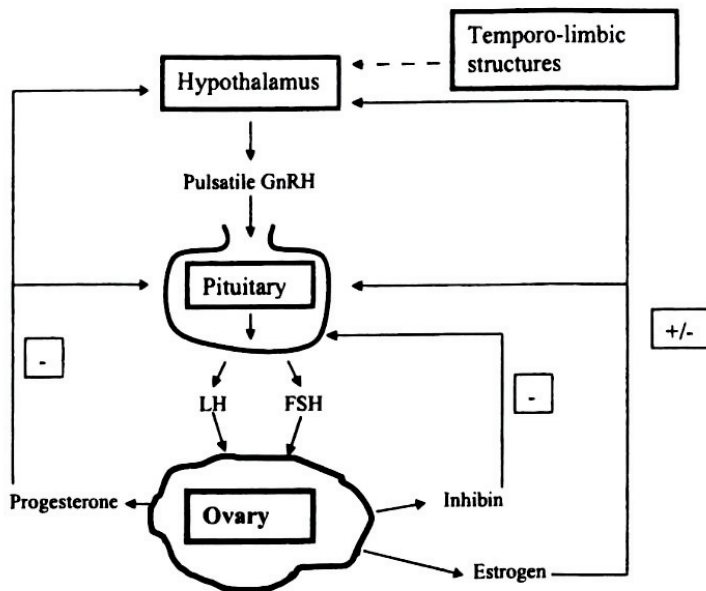 Temporo-limbic
structures
Hypothalamus
Pulsatile GnRH
Pituitary
+/-
-
-
LH
FSH
Progesterone
Ovary
Inhibin
Estrogen